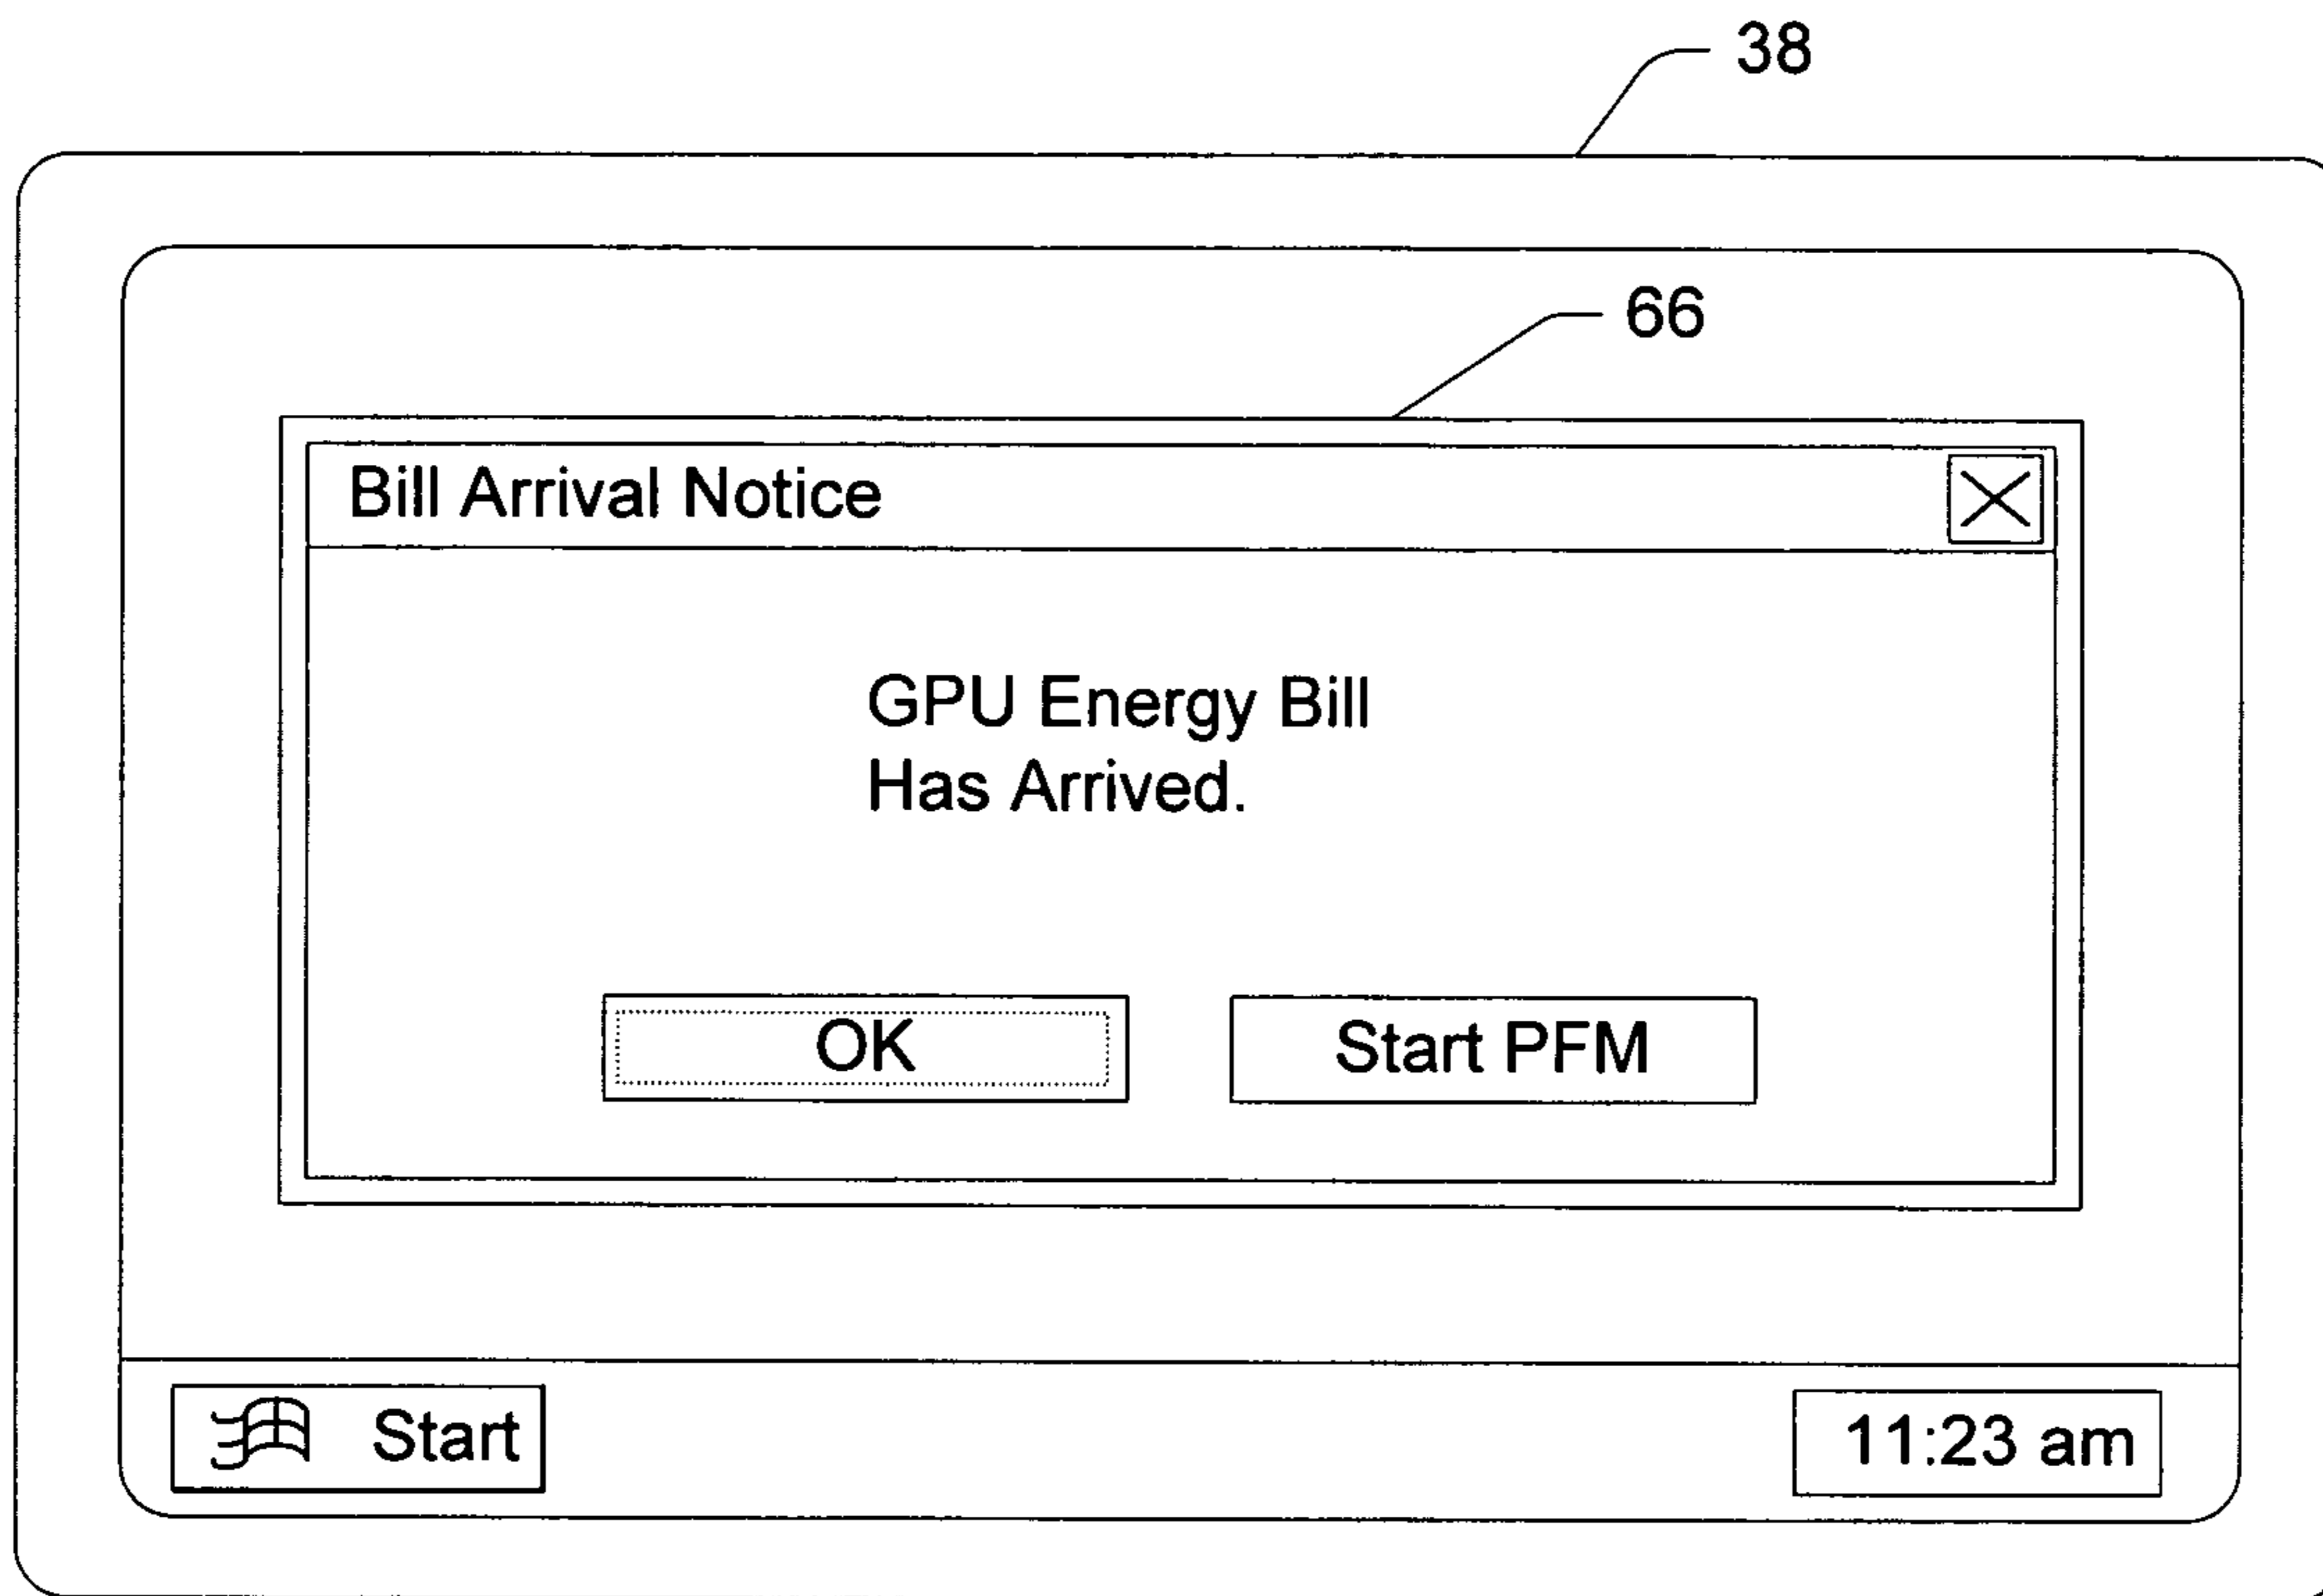 38
66
Bill Arrival Notice
GPU Energy Bill
Has Arrived.
OK
Start PFM
Start
11:23 am